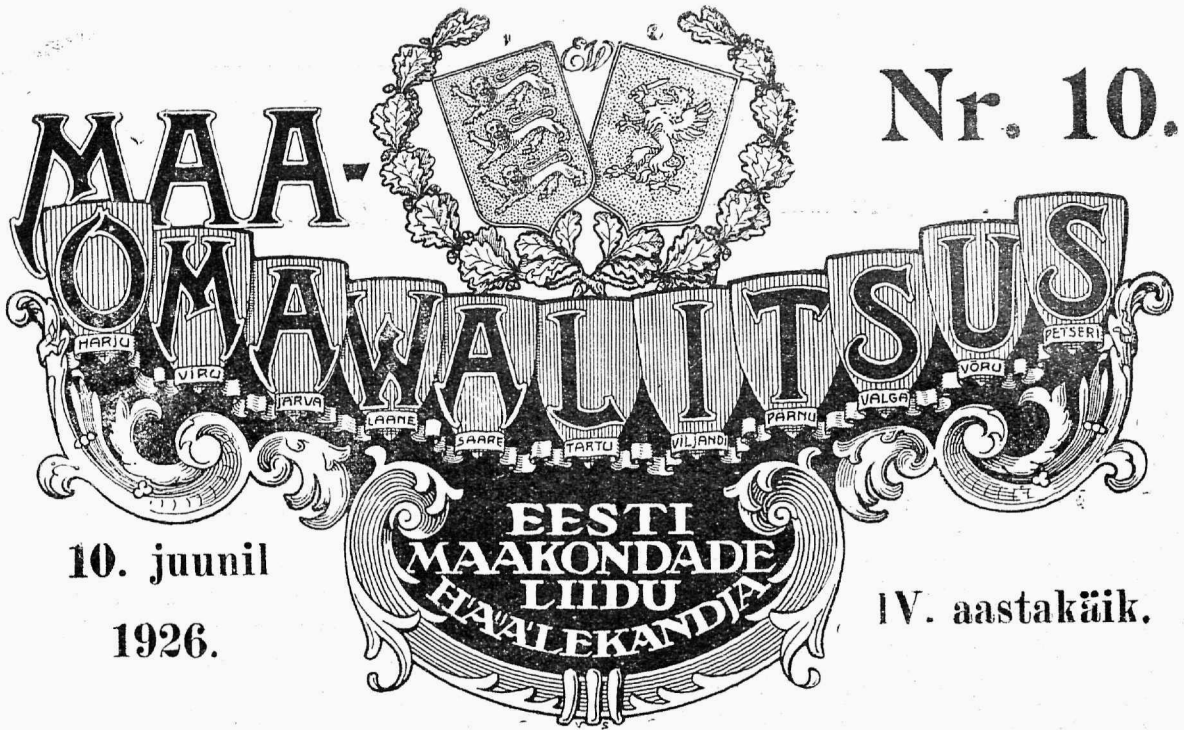 EW
Nr. 10.
MAA-
OMAWALITSUS
HARJU
VIRU
JÄRVA
LÄÄNE
SAARE
TARTU
VILJANDI
PÄRNU
VALGA
VÕRU
PETSERI
EESTI
MAAKONDADE
LIIDU
HÄÄLEKANDJA
10. juunil
1926.
IV. aastakäik.
V S